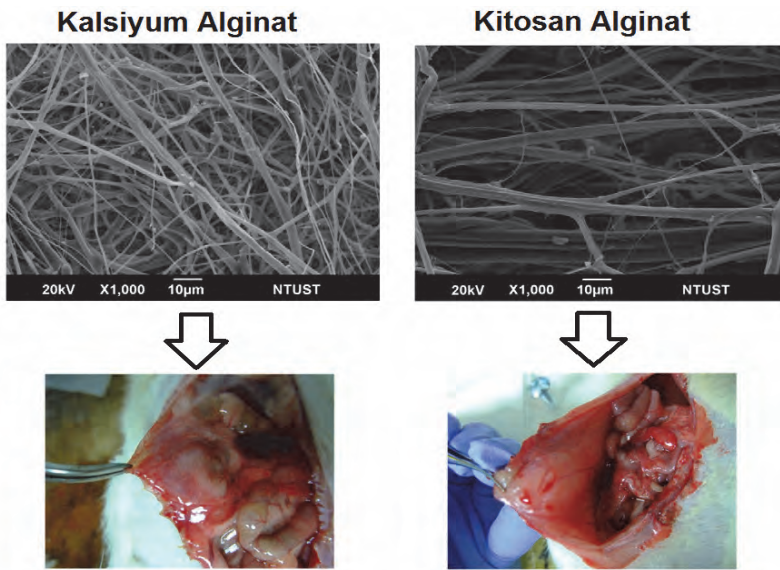 Kalsiyum Alginat
Kitosan Alginat
20kV X1,000 10µm NTUST
20kV X1,000 10µm NTUST